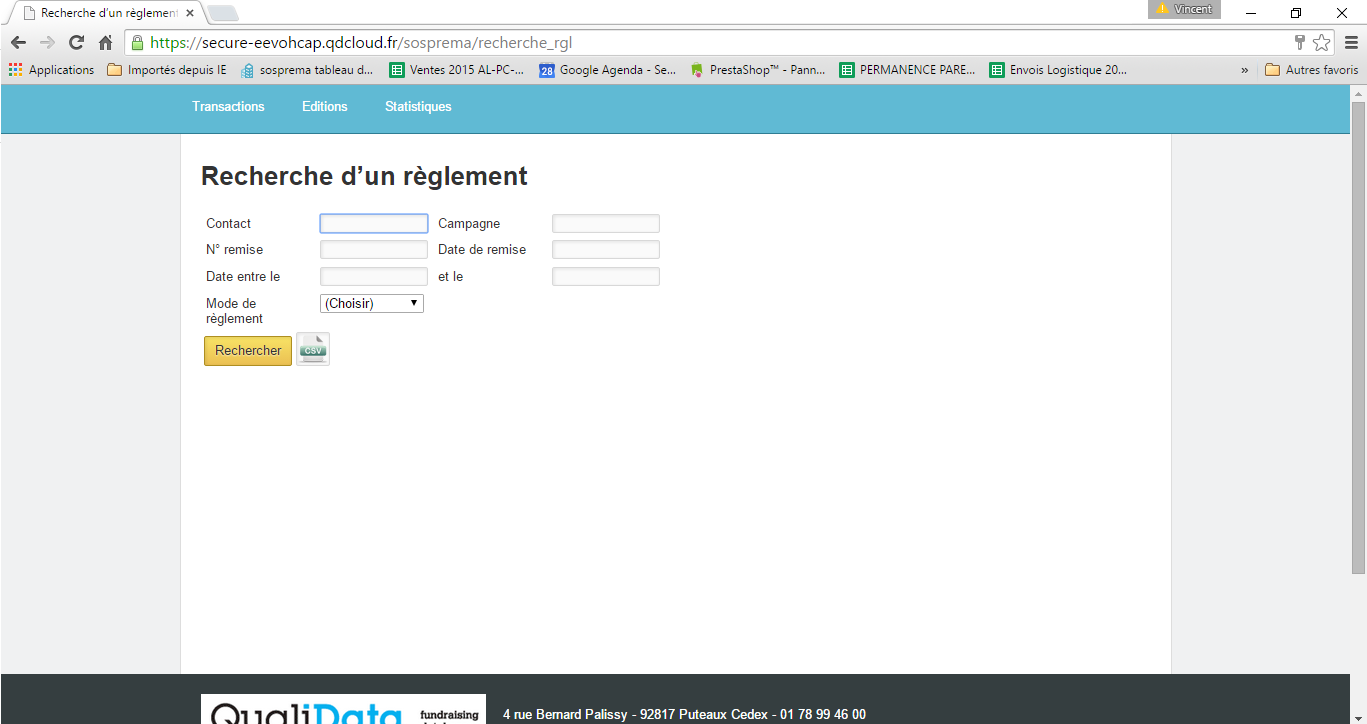 Recherche d'un règlement
Vincent
https://secure-eevohcap.qdcloud.fr/sosprema/recherche_rgl
Applications Importés depuis IE sosprema tableau d... Ventes 2015 AL-PC-... 28 Google Agenda - Se... PrestaShop™ - Pann... PERMANENCE PARE... Envois Logistique 20... » Autres favoris
Transactions Editions Statistiques
Recherche d’un règlement
Contact Campagne
N° remise Date de remise
Date entre le et le
Mode de règlement (Choisir)
Rechercher CSV
QualiData fundraising 4 rue Bernard Palissy - 92817 Puteaux Cedex - 01 78 99 46 00